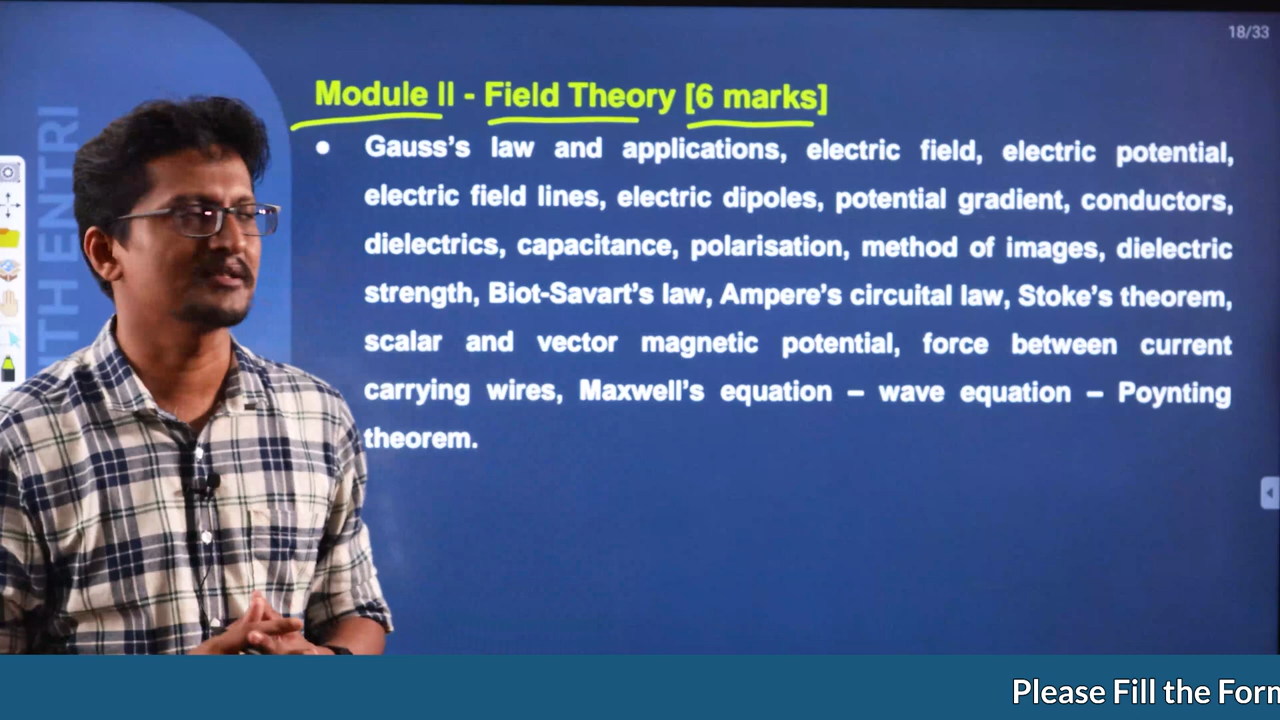 18/33
Module II - Field Theory [6 marks]
● Gauss's law and applications, electric field, electric potential,
electric field lines, electric dipoles, potential gradient, conductors,
dielectrics, capacitance, polarisation, method of images, dielectric
strength, Biot-Savart's law, Ampere's circuital law, Stoke's theorem,
scalar and vector magnetic potential, force between current
carrying wires, Maxwell's equation – wave equation – Poynting
theorem.
ITH ENTRI
Please Fill the Form